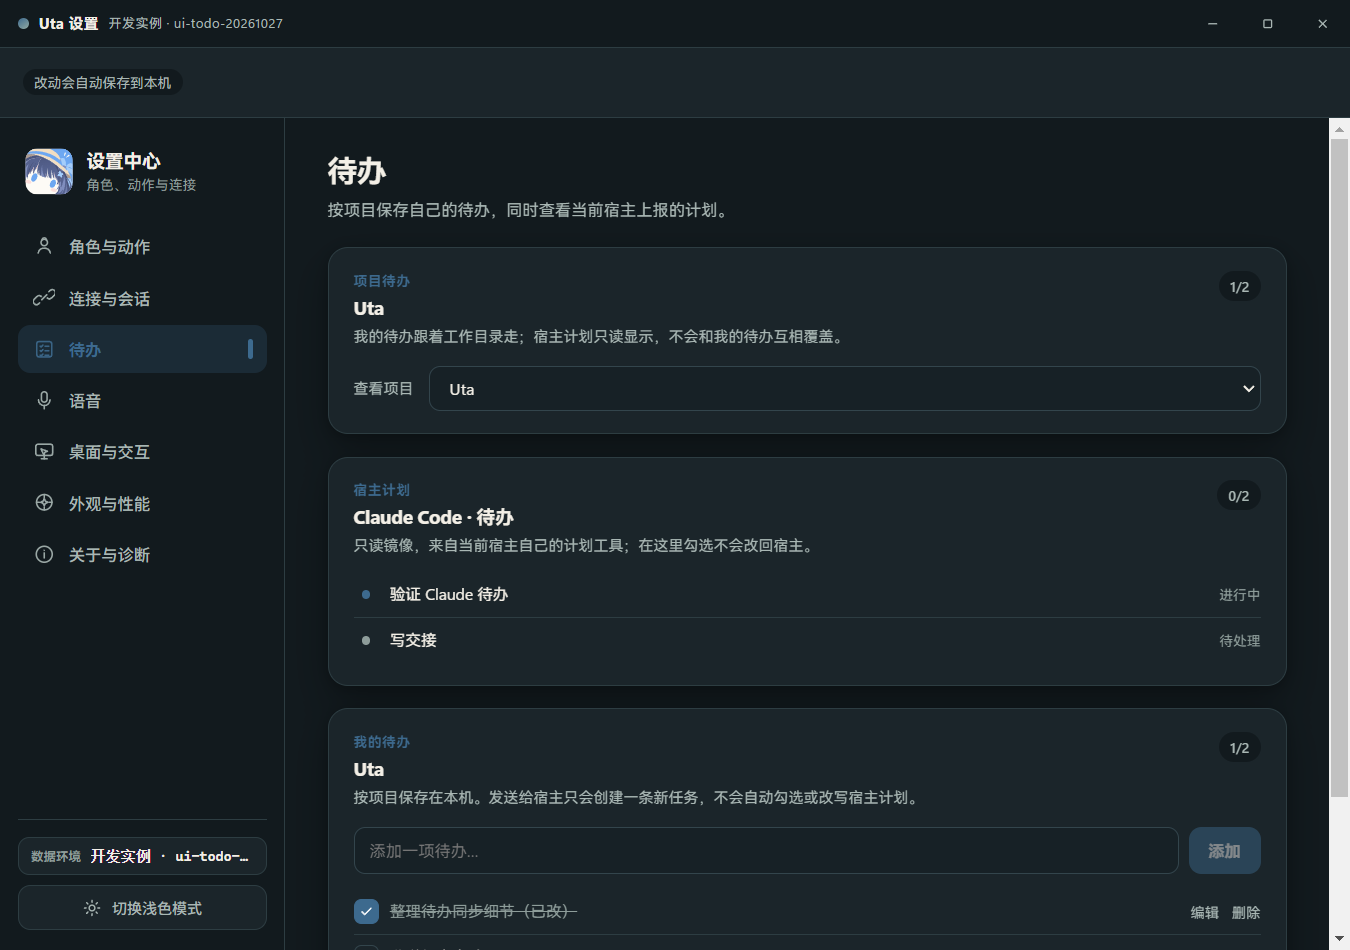 Uta 设置 开发实例 · ui-todo-20261027
改动会自动保存到本机
设置中心
角色、动作与连接
角色与动作
连接与会话
待办
语音
桌面与交互
外观与性能
关于与诊断
数据环境 开发实例 · ui-todo-…
切换浅色模式
待办
按项目保存自己的待办，同时查看当前宿主上报的计划。
项目待办
1/2
Uta
我的待办跟着工作目录走；宿主计划只读显示，不会和我的待办互相覆盖。
查看项目 Uta
宿主计划
0/2
Claude Code · 待办
只读镜像，来自当前宿主自己的计划工具；在这里勾选不会改回宿主。
验证 Claude 待办 进行中
写交接 待处理
我的待办
1/2
Uta
按项目保存在本机。发送给宿主只会创建一条新任务，不会自动勾选或改写宿主计划。
添加一项待办... 添加
整理待办同步细节（已改） 编辑 删除